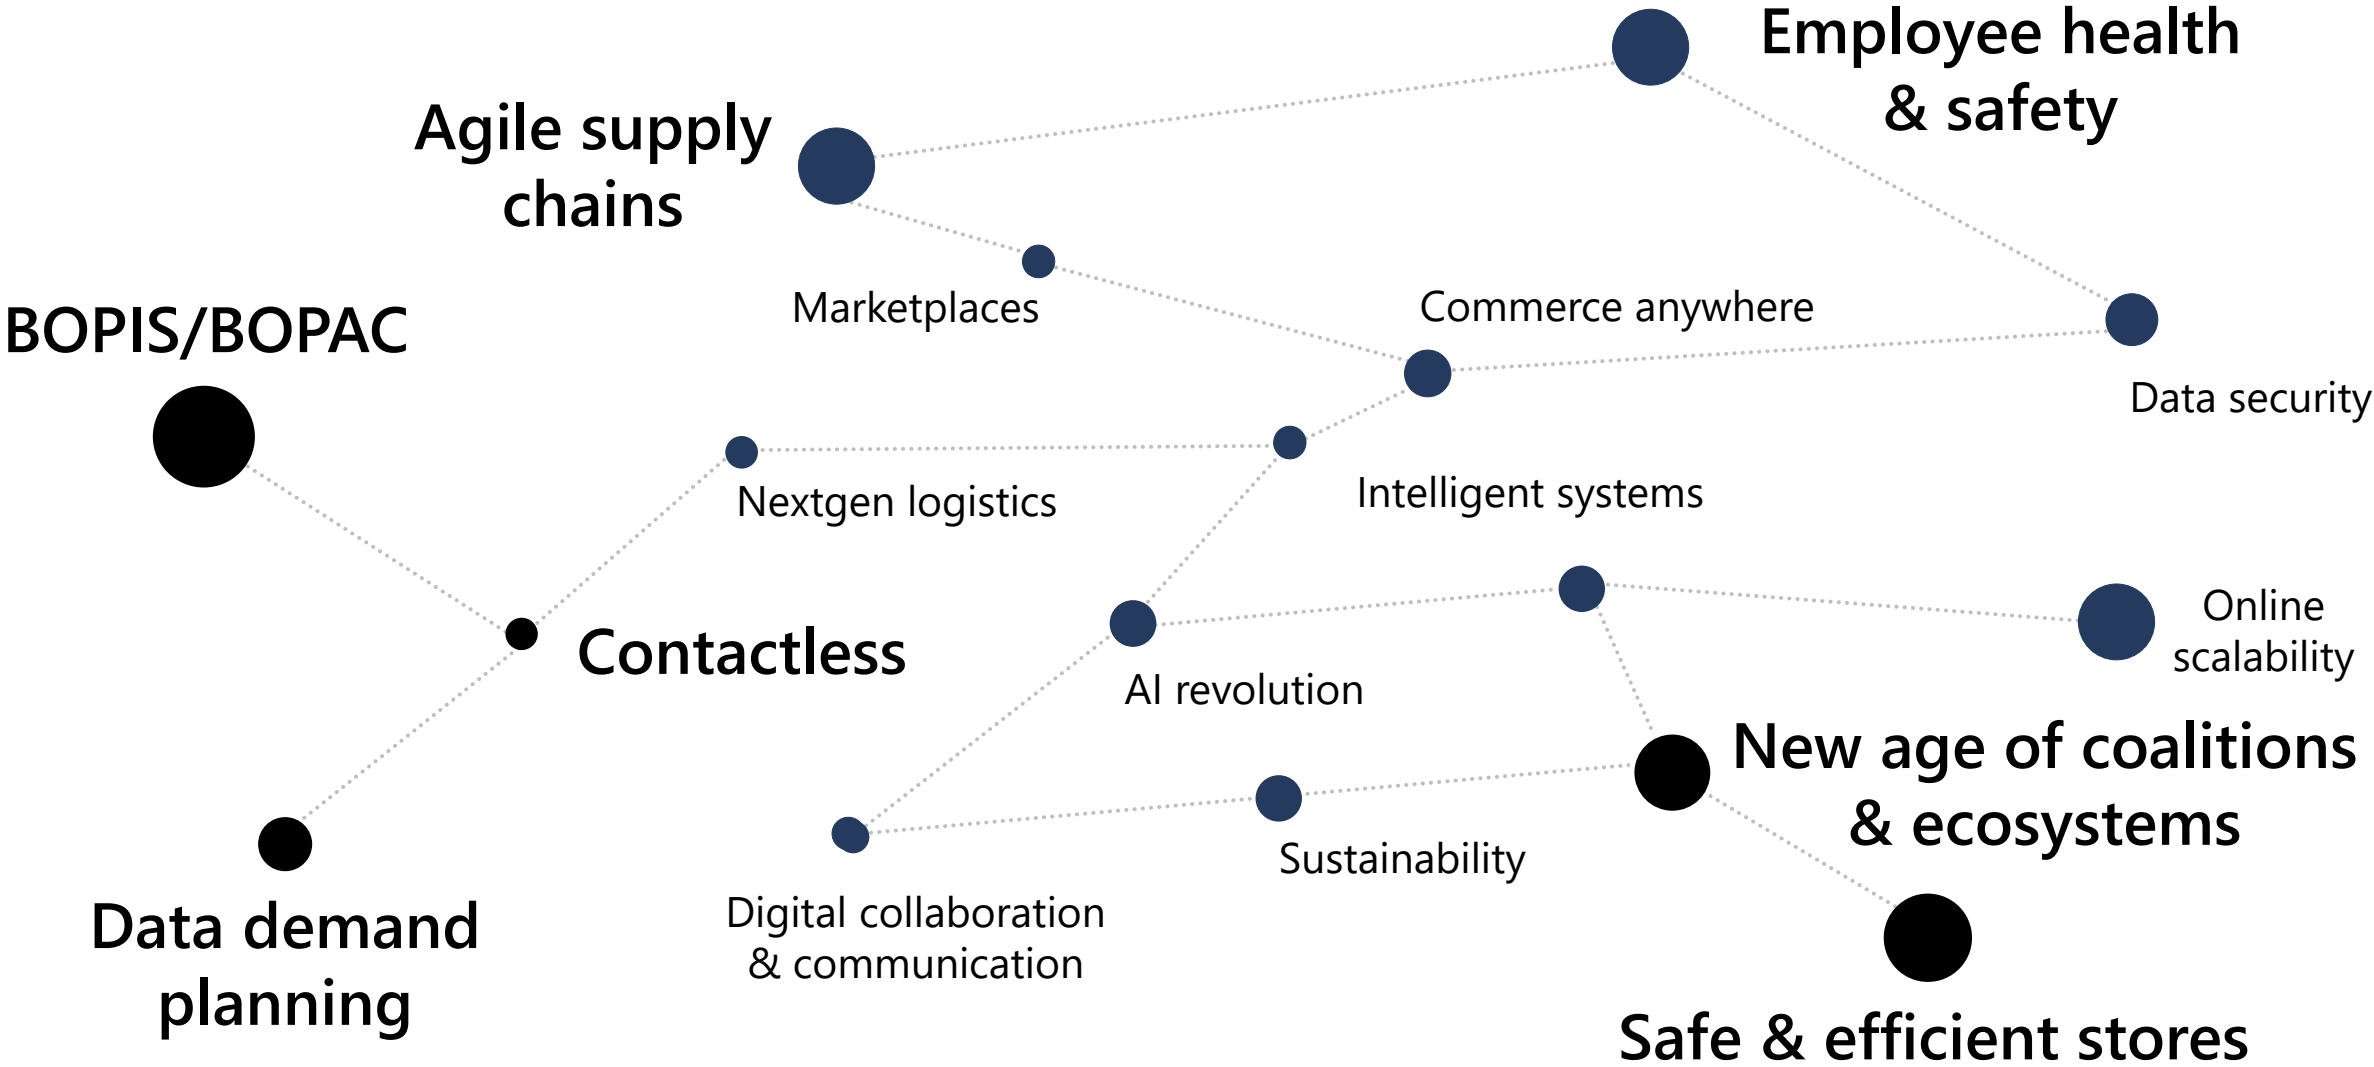 Employee health
& safety
Agile supply
chains
Marketplaces
Commerce anywhere
BOPIS/BOPAC
Data security
Nextgen logistics
Intelligent systems
Online
scalability
Contactless
AI revolution
New age of coalitions
& ecosystems
Sustainability
Digital collaboration
& communication
Data demand
planning
Safe & efficient stores